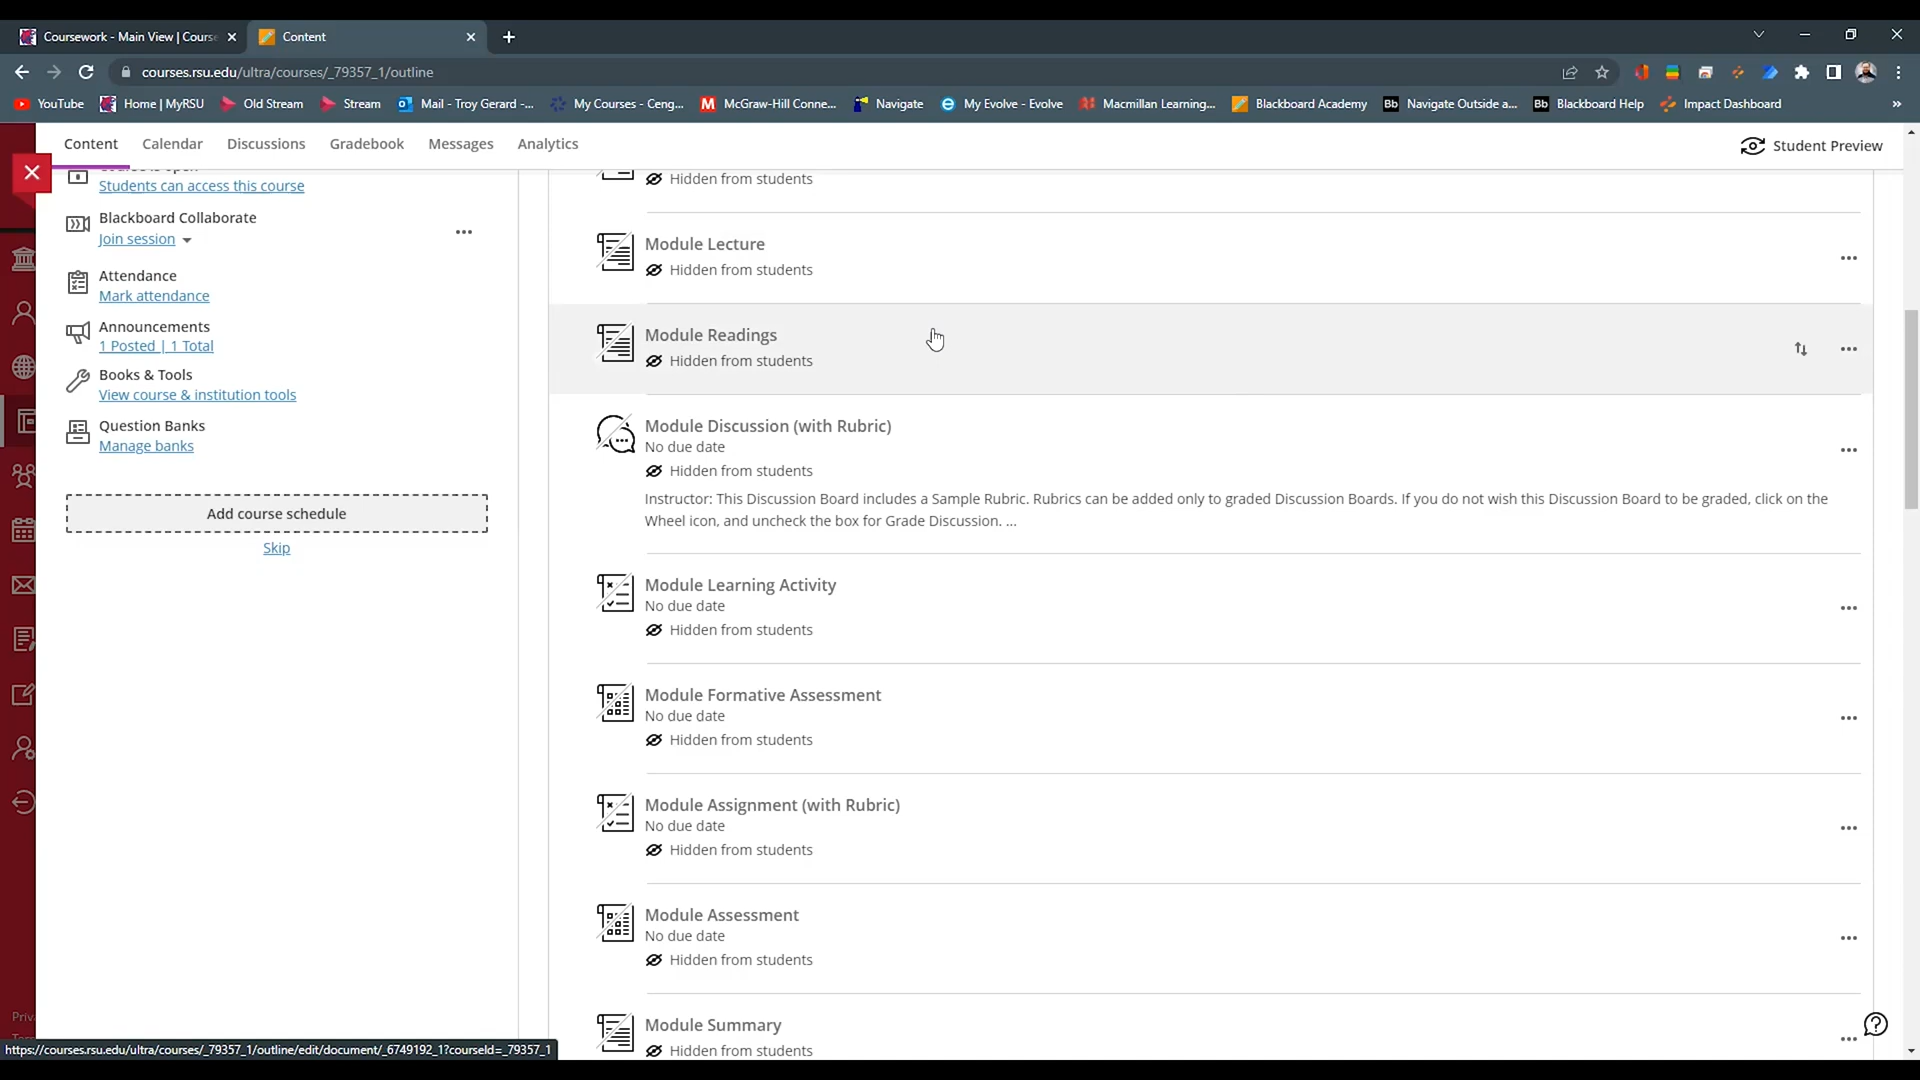 Coursework - Main View | Course
Content
courses.rsu.edu/ultra/courses/_79357_1/outline
YouTube
Home | MyRSU
Old Stream
Stream
Mail - Troy Gerard -...
My Courses - Ceng...
McGraw-Hill Conne...
Navigate
My Evolve - Evolve
Macmillan Learning...
Blackboard Academy
Bb Navigate Outside a...
Bb Blackboard Help
Impact Dashboard
Content
Calendar
Discussions
Gradebook
Messages
Analytics
Student Preview
Students can access this course
Blackboard Collaborate
Join session
Attendance
Mark attendance
Announcements
1 Posted | 1 Total
Books & Tools
View course & institution tools
Question Banks
Manage banks
Add course schedule
Skip
Hidden from students
Module Lecture
Hidden from students
Module Readings
Hidden from students
Module Discussion (with Rubric)
No due date
Hidden from students
Instructor: This Discussion Board includes a Sample Rubric. Rubrics can be added only to graded Discussion Boards. If you do not wish this Discussion Board to be graded, click on the
Wheel icon, and uncheck the box for Grade Discussion. ...
Module Learning Activity
No due date
Hidden from students
Module Formative Assessment
No due date
Hidden from students
Module Assignment (with Rubric)
No due date
Hidden from students
Module Assessment
No due date
Hidden from students
Module Summary
Hidden from students
https://courses.rsu.edu/ultra/courses/_79357_1/outline/edit/document/_6749192_1?courseId=_79357_1